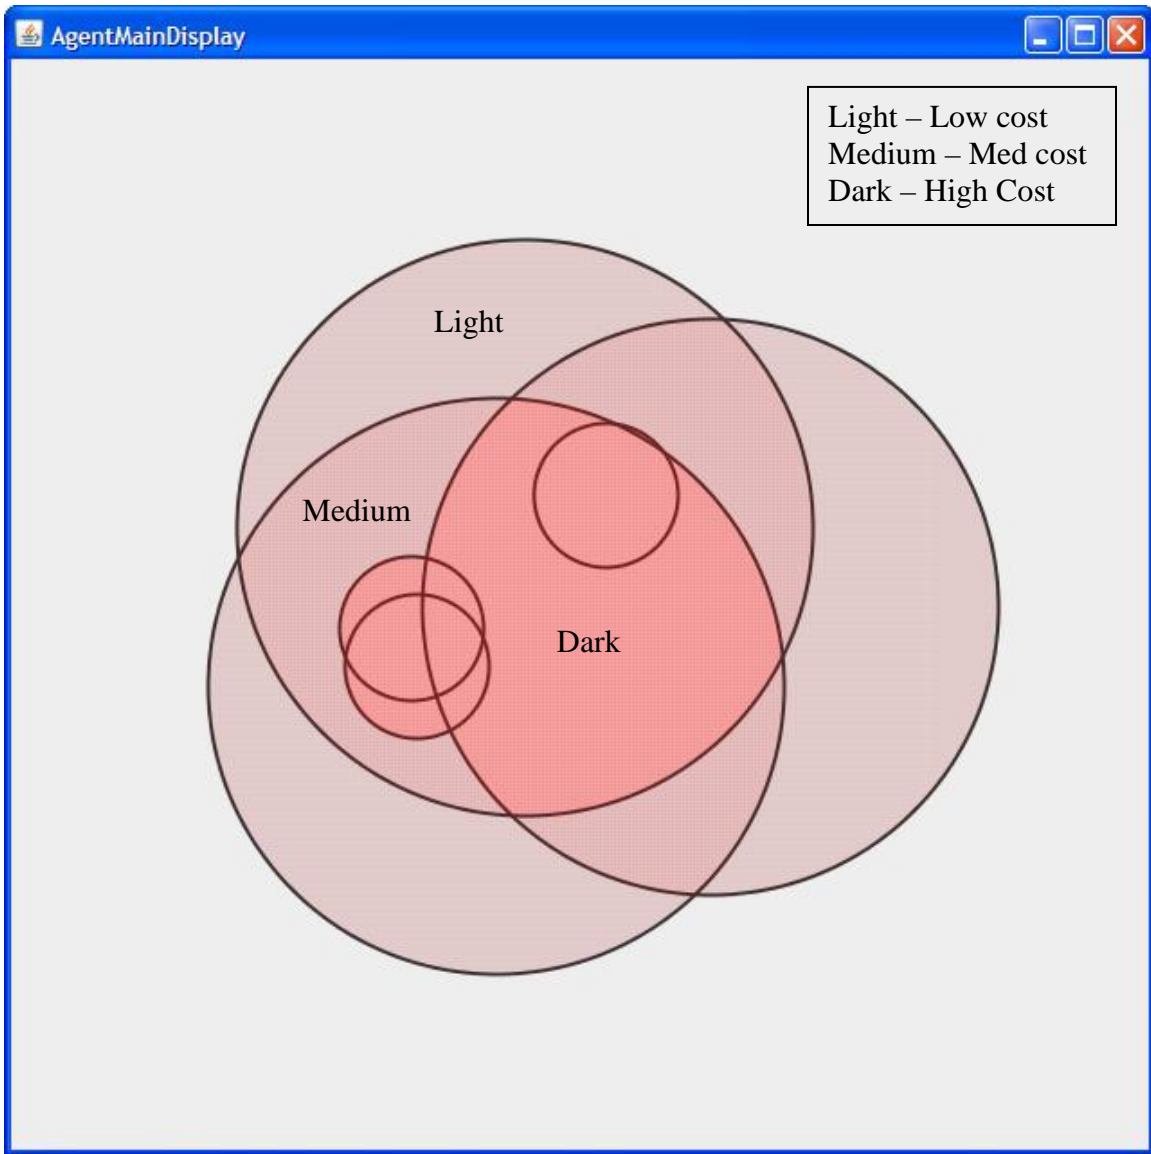 AgentMainDisplay
Light – Low cost
Medium – Med cost
Dark – High Cost
Light
Medium
Dark